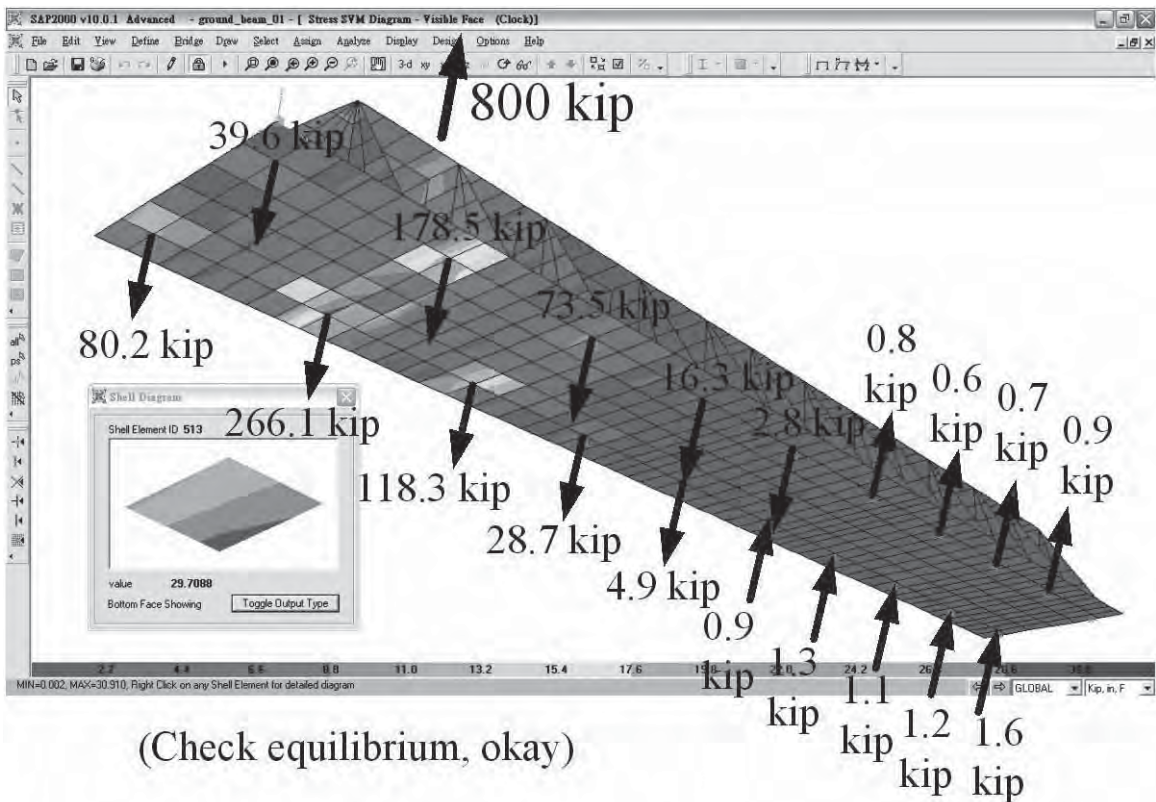 SAP2000 v10.0.1 Advanced - ground_beam_01 - [ Stress SVM Diagram - Visible Face (Clock)]
File Edit View Define Bridge Draw Select Assign Analyze Display Design Options Help
3-d xy
800 kip
39.6 kip
178.5 kip
73.5 kip
80.2 kip
16.3 kip
0.8
kip
0.6
kip
0.7
kip
0.9
kip
2.8 kip
Shell Diagram
Shell Element ID 513
266.1 kip
118.3 kip
28.7 kip
4.9 kip
value 29.7088
Bottom Face Showing Toggle Output Type
0.9
kip
1.3
kip
1.1
kip
1.2
kip
1.6
kip
2.2 4.4 6.6 8.8 11.0 13.2 15.4 17.6 19.8 22.0 24.2 28.6 30.8
MIN=0.002, MAX=30.910, Right Click on any Shell Element for detailed diagram
GLOBAL Kip, in, F
(Check equilibrium, okay)